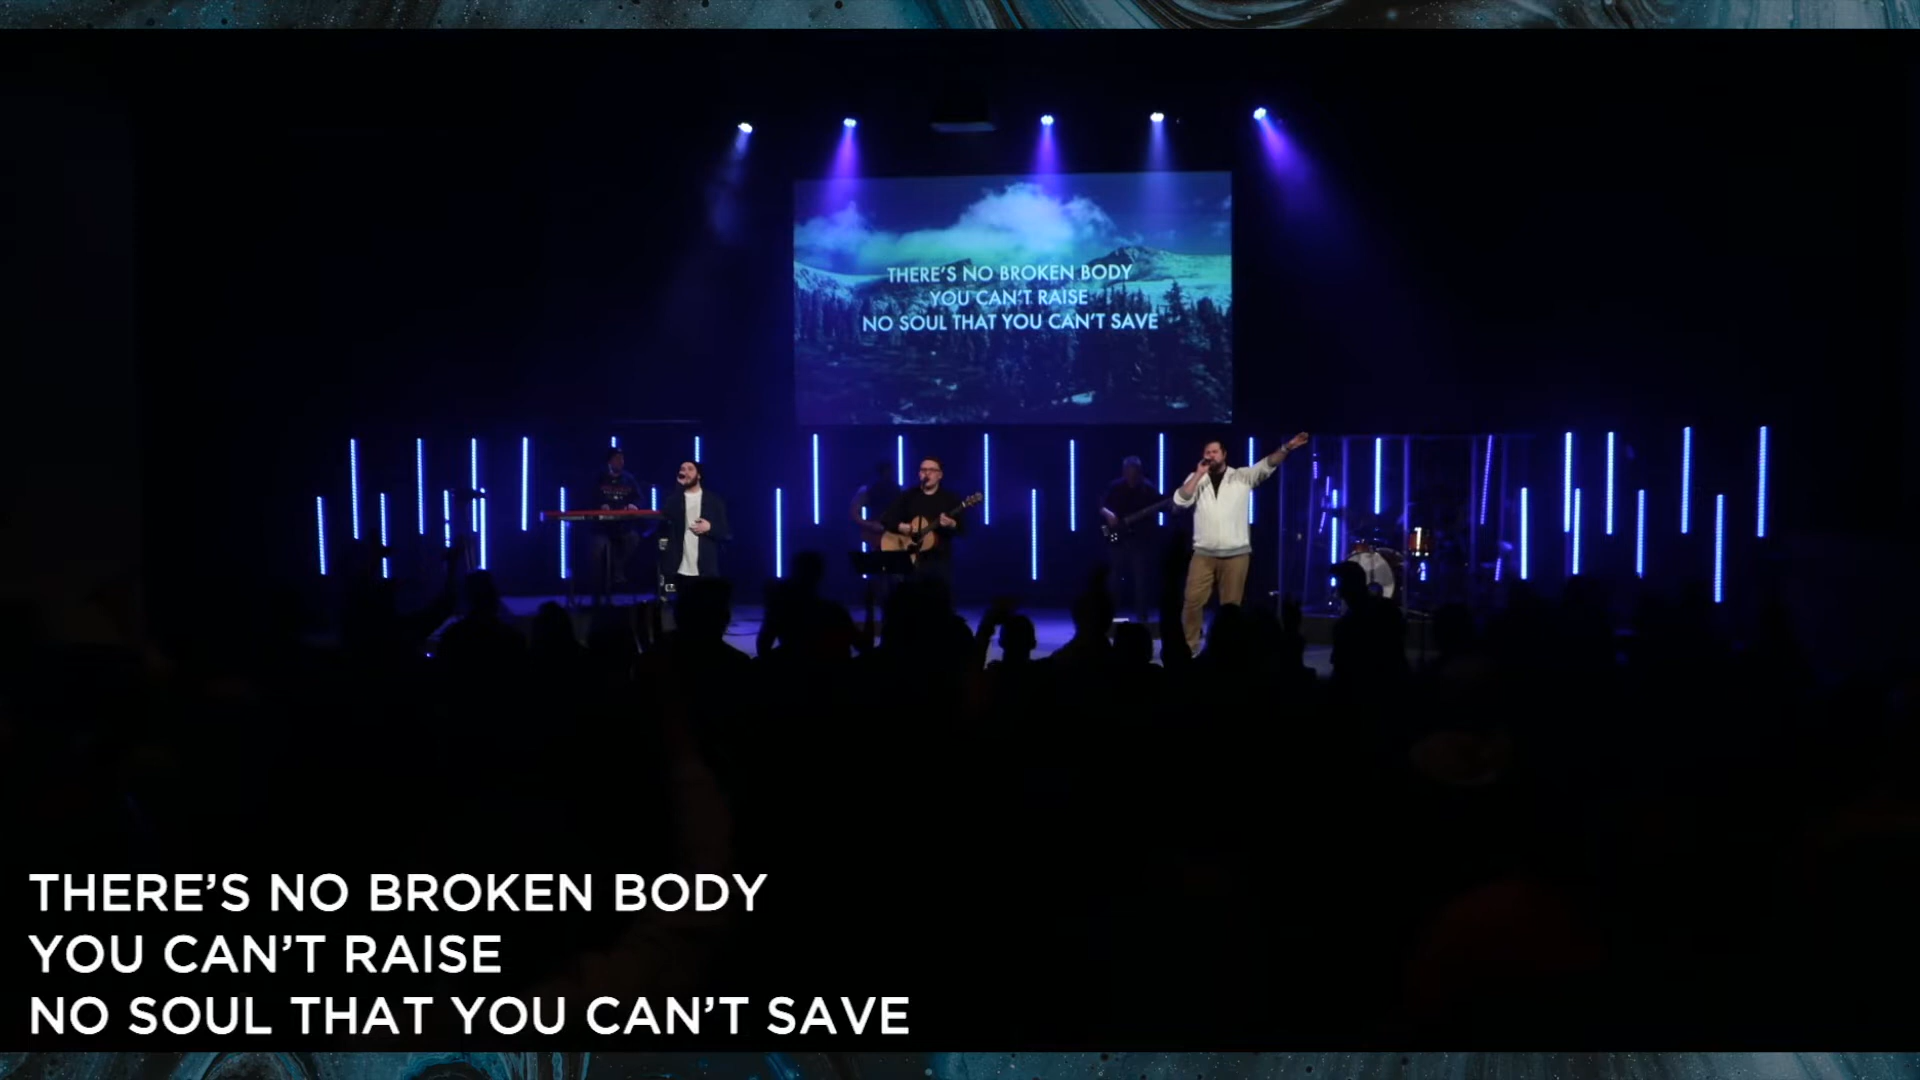 THERE'S NO BROKEN BODY
YOU CAN'T RAISE
NO SOUL THAT YOU CAN'T SAVE
THERE’S NO BROKEN BODY
YOU CAN’T RAISE
NO SOUL THAT YOU CAN’T SAVE